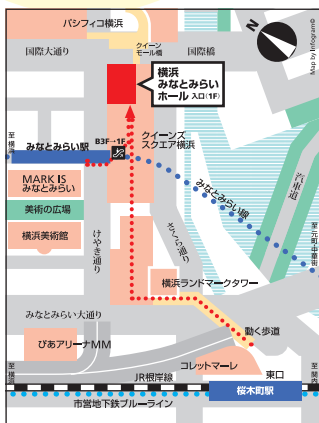 パシフィコ横浜
N
Map by Infograph@
国際大通り
クイーン
モール橋
国際橋
横浜
みなとみらい
ホール 入口(1F)
至横浜
みなとみらい駅
B3F→1F
クイーンズ
スクエア横浜
MARK IS
みなとみらい
みなとみらい線
汽車道
美術の広場
横浜美術館
けやき通り
さくら通り
至元町・中華街
横浜ランドマークタワー
みなとみらい大通り
動く歩道
ぴあアリーナMM
コレットマーレ
至横浜
JR根岸線
東口
至関内
桜木町駅
市営地下鉄ブルーライン